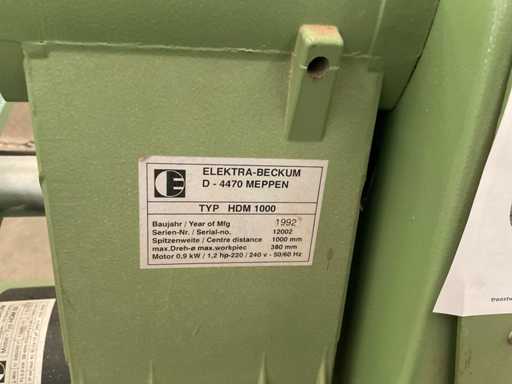 ELEKTRA-BECKUM
D - 4470 MEPPEN
TYP HDM 1000
Baujahr / Year of Mfg 1992
Serien-Nr. / Serial-no. 12002
Spitzenweite / Centre distance 1000 mm
max.Dreh-ø max.workpiec 380 mm
Motor 0,9 kW / 1,2 hp-220 / 240 v - 50/60 Hz